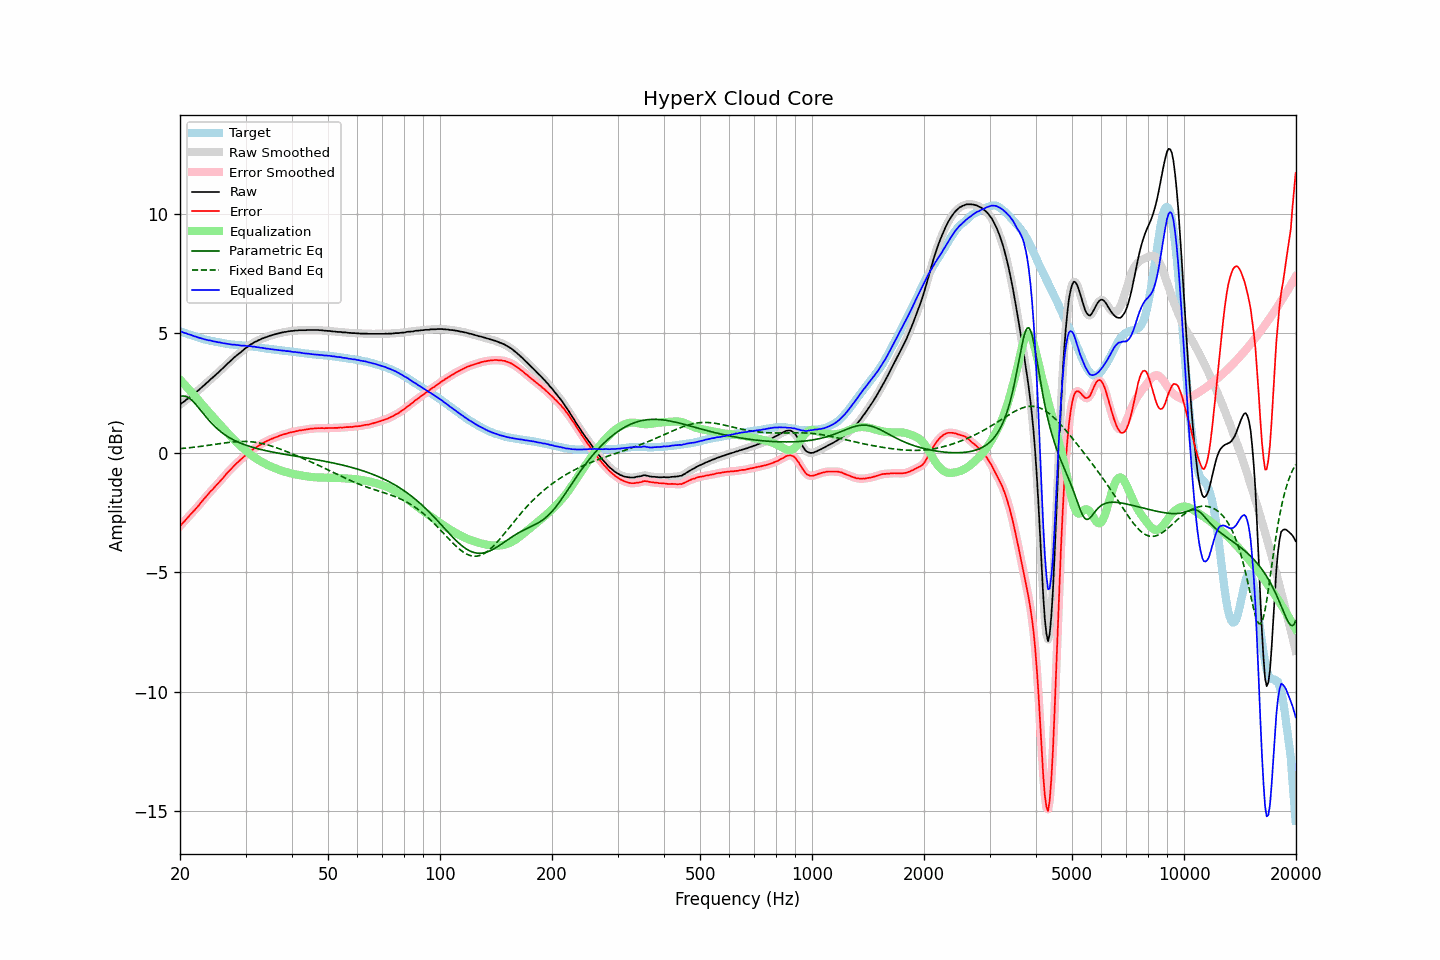 HyperX Cloud Core
Target
Raw Smoothed
Error Smoothed
Raw
Error
Equalization
Parametric Eq
Fixed Band Eq
Equalized
10
5
0
−5
−10
−15
Amplitude (dBr)
20 50 100 200 500 1000 2000 5000 10000 20000
Frequency (Hz)